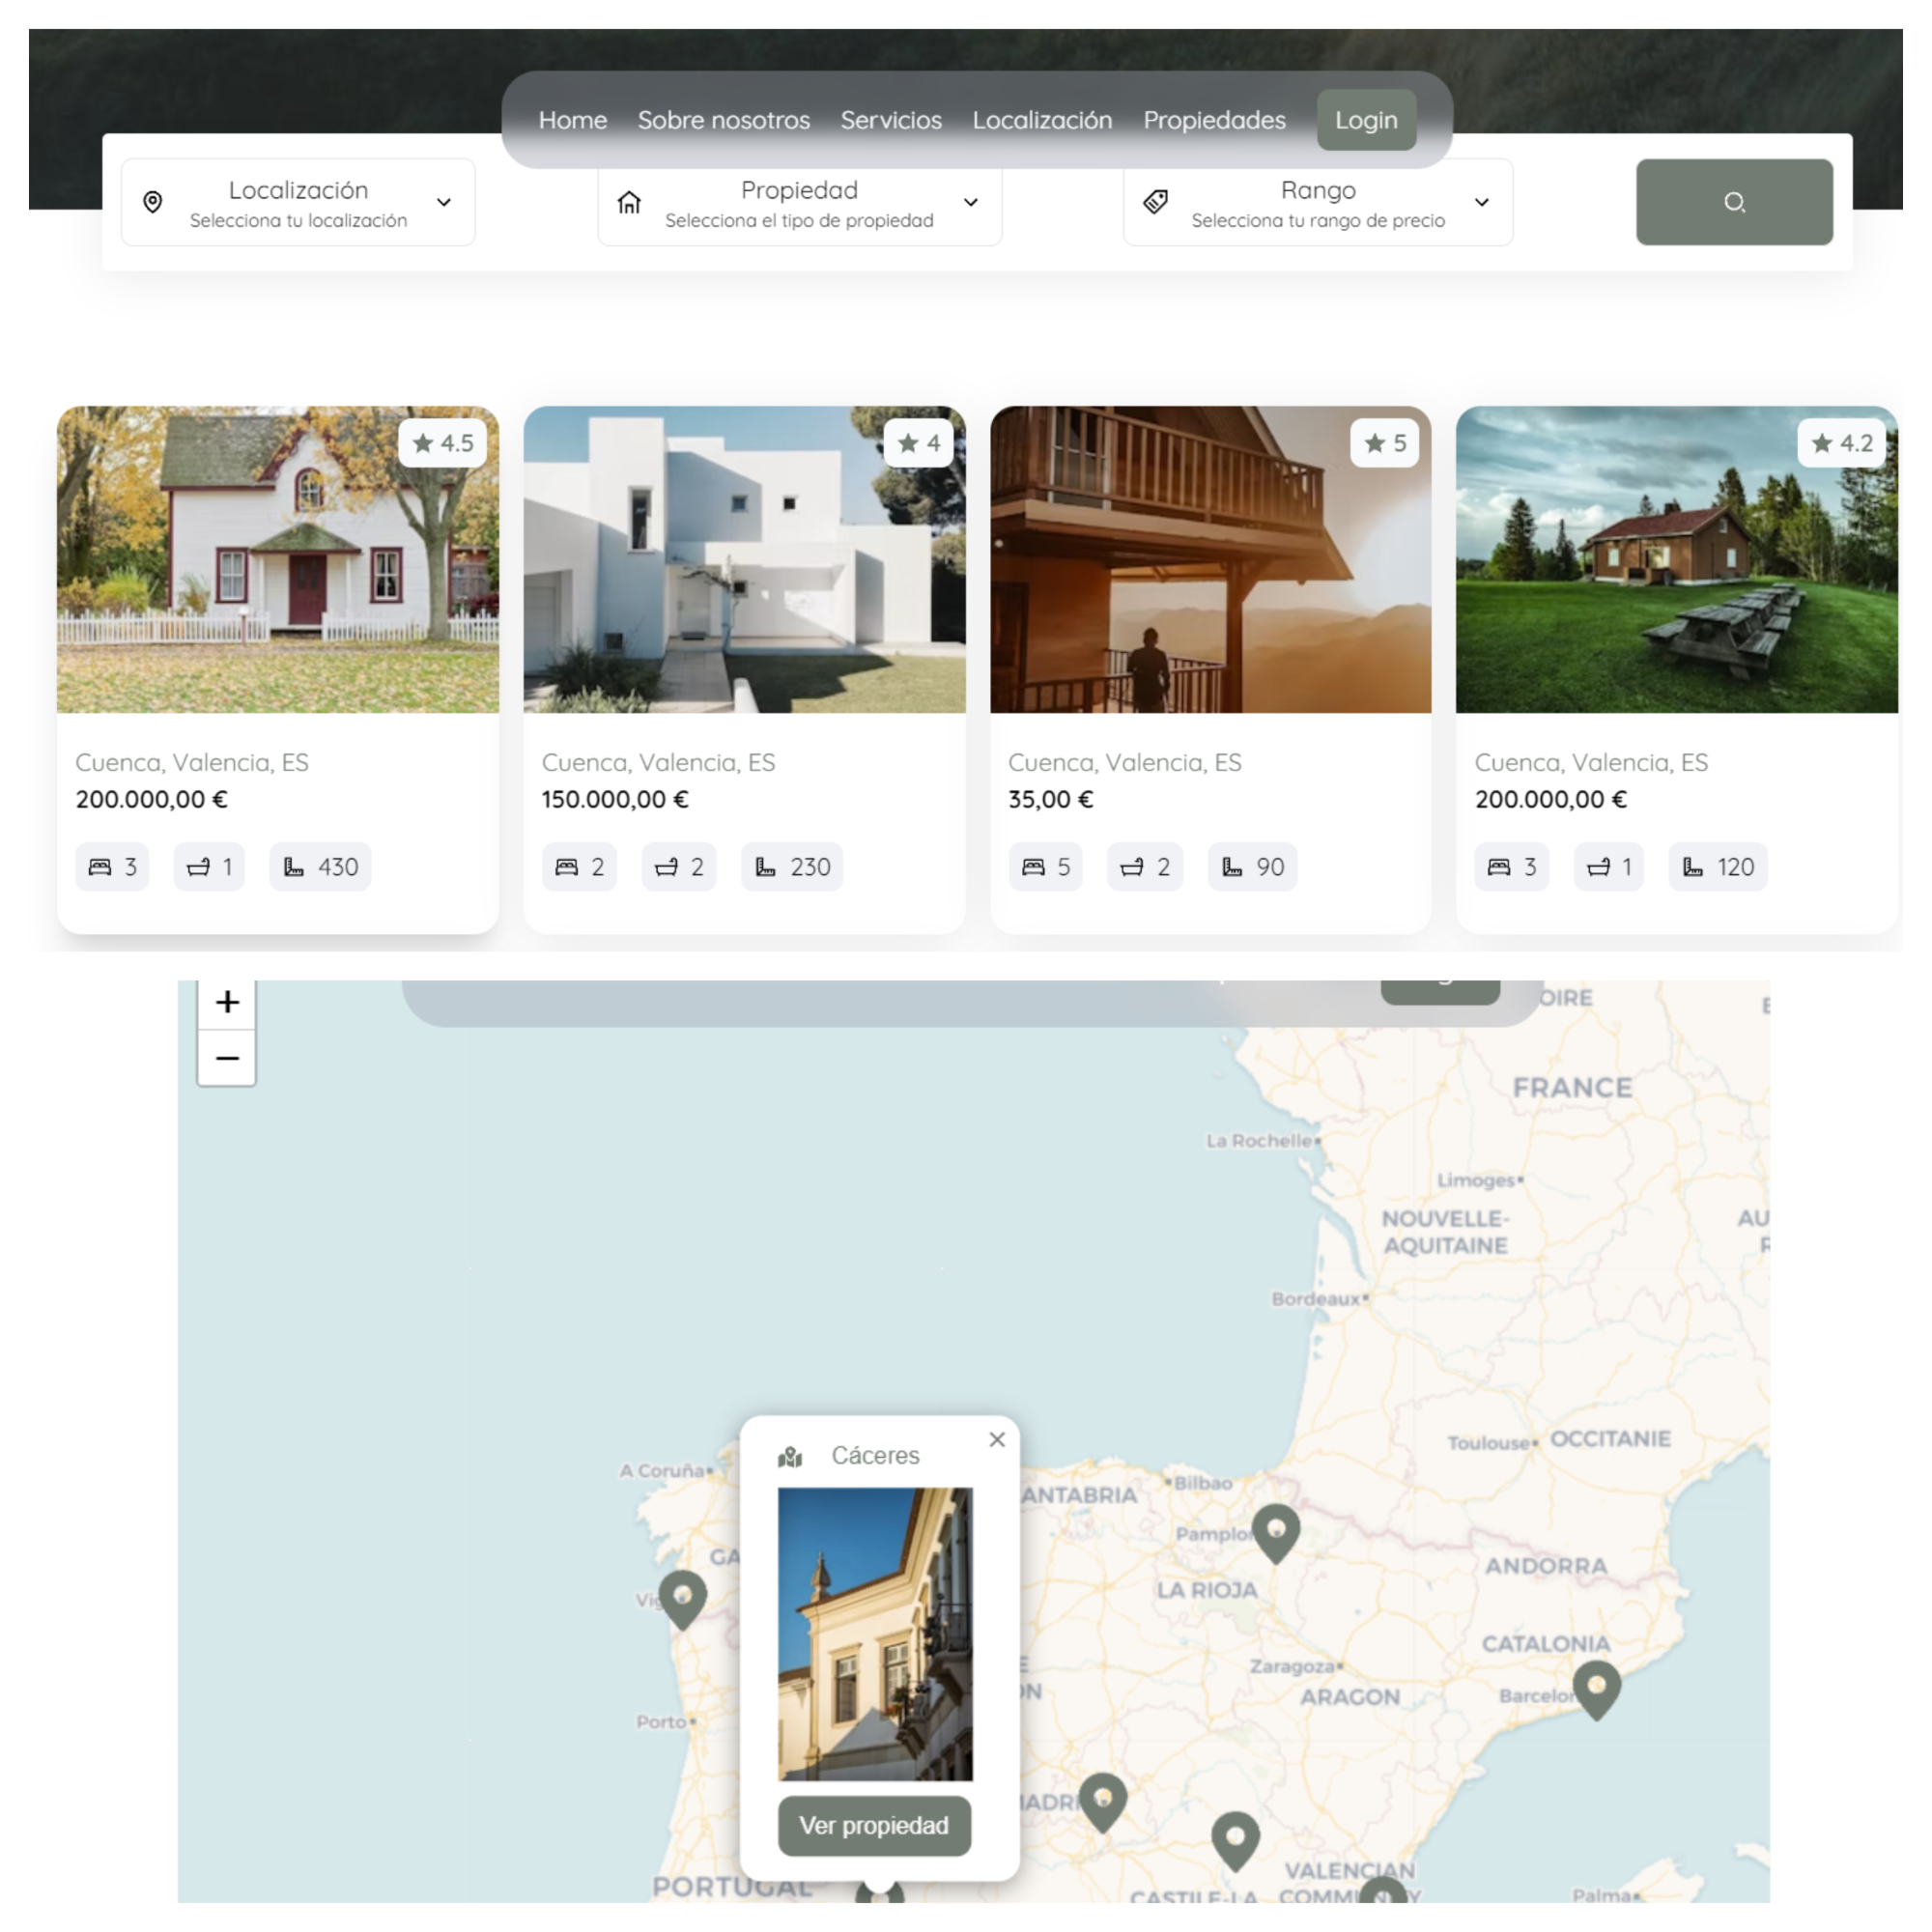 Home Sobre nosotros Servicios Localización Propiedades Login
Localización
Selecciona tu localización
Propiedad
Selecciona el tipo de propiedad
Rango
Selecciona tu rango de precio
4.5
4
5
4.2
Cuenca, Valencia, ES
200.000,00 €
3 1 430
Cuenca, Valencia, ES
150.000,00 €
2 2 230
Cuenca, Valencia, ES
35,00 €
5 2 90
Cuenca, Valencia, ES
200.000,00 €
3 1 120
+
−
FRANCE
La Rochelle
Limoges
NOUVELLE-
AQUITAINE
Bordeaux
Toulouse
OCCITANIE
Cáceres
Ver propiedad
A Coruña
Bilbao
ANDORRA
LA RIOJA
CATALONIA
Zaragoza
ARAGON
Porto
VALENCIAN
PORTUGAL
CASTILE-LA
Palma